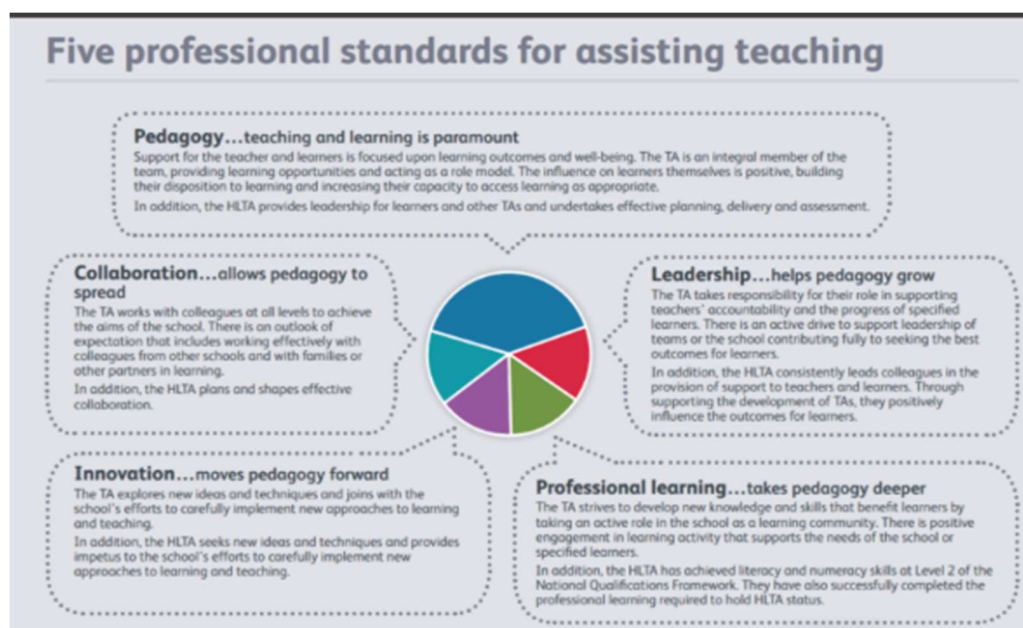 Five professional standards for assisting teaching
Pedagogy...teaching and learning is paramount
Support for the teacher and learners is focused upon learning outcomes and well-being. The TA is an integral member of the
team, providing learning opportunities and acting as a role model. The influence on learners themselves is positive, building
their disposition to learning and increasing their capacity to access learning as appropriate.
In addition, the HLTA provides leadership for learners and other TAs and undertakes effective planning, delivery and assessment.
Collaboration...allows pedagogy to
spread
The TA works with colleagues at all levels to achieve
the aims of the school. There is an outlook of
expectation that includes working effectively with
colleagues from other schools and with families or
other partners in learning.
In addition, the HLTA plans and shapes effective
collaboration.
Leadership...helps pedagogy grow
The TA takes responsibility for their role in supporting
teachers' accountability and the progress of specified
learners. There is an active drive to support leadership of
teams or the school contributing fully to seeking the best
outcomes for learners.
In addition, the HLTA consistently leads colleagues in the
provision of support to teachers and learners. Through
supporting the development of TAs, they positively
influence the outcomes for learners.
Innovation...moves pedagogy forward
The TA explores new ideas and techniques and joins with the
school's efforts to carefully implement new approaches to learning
and teaching.
In addition, the HLTA seeks new ideas and techniques and provides
impetus to the school's efforts to carefully implement new
approaches to learning and teaching.
Professional learning...takes pedagogy deeper
The TA strives to develop new knowledge and skills that benefit learners by
taking an active role in the school as a learning community. There is positive
engagement in learning activity that supports the needs of the school or
specified learners.
In addition, the HLTA has achieved literacy and numeracy skills at Level 2 of the
National Qualifications Framework. They have also successfully completed the
professional learning required to hold HLTA status.